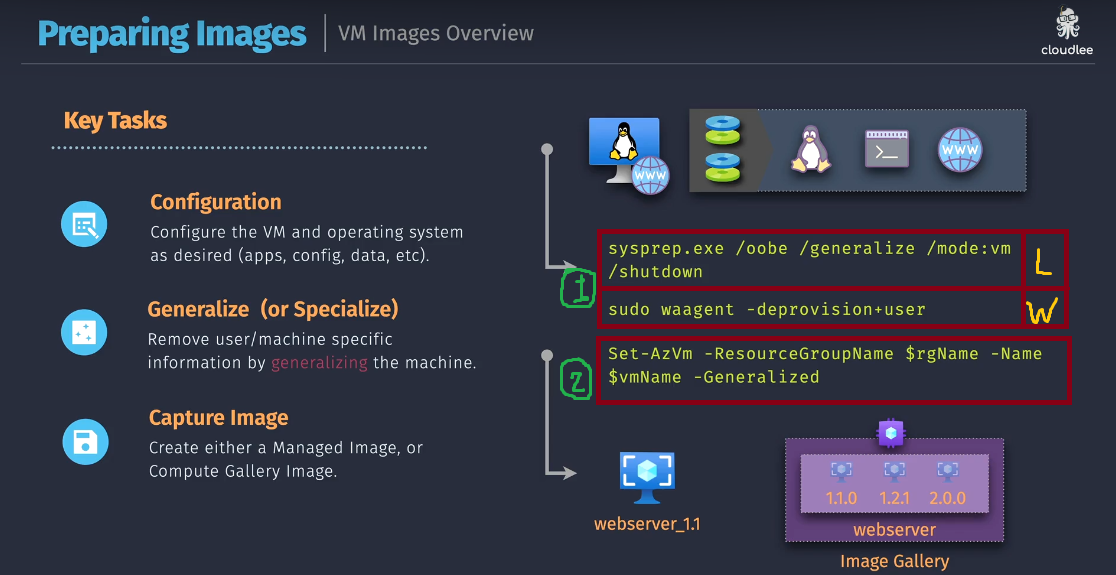 Preparing Images
VM Images Overview
cloudlee
Key Tasks
Configuration
Configure the VM and operating system
as desired (apps, config, data, etc).
Generalize (or Specialize)
Remove user/machine specific
information by generalizing the machine.
Capture Image
Create either a Managed Image, or
Compute Gallery Image.
www
>_
www
1
sysprep.exe /oobe /generalize /mode:vm
/shutdown
L
sudo waagent -deprovision+user
W
2
Set-AzVm -ResourceGroupName $rgName -Name
$vmName -Generalized
webserver_1.1
1.1.0 1.2.1 2.0.0
webserver
Image Gallery